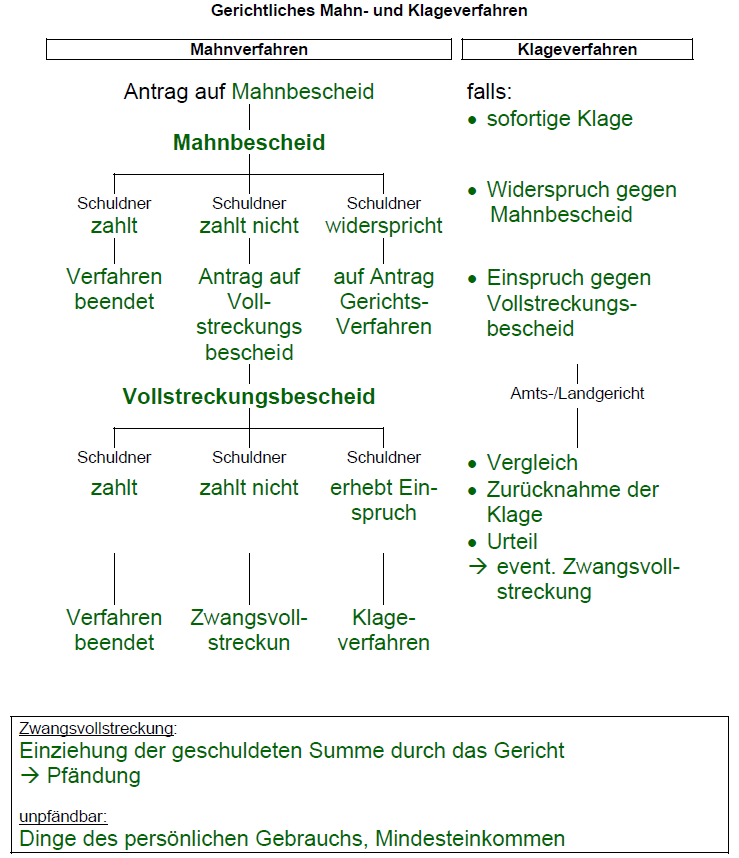 Gerichtliches Mahn- und Klageverfahren
Mahnverfahren
Antrag auf Mahnbescheid
Mahnbescheid
Schuldner
zahlt
Schuldner
zahlt nicht
Schuldner
widerspricht
Verfahren
beendet
Antrag auf
Voll-
streckungs
bescheid
auf Antrag
Gerichts-
Verfahren
Vollstreckungsbescheid
Schuldner
zahlt
Schuldner
zahlt nicht
Schuldner
erhebt Ein-
spruch
Verfahren
beendet
Zwangsvoll-
streckun
Klage-
verfahren
Klageverfahren
falls:
• sofortige Klage
• Widerspruch gegen
Mahnbescheid
• Einspruch gegen
Vollstreckungs-
bescheid
Amts-/Landgericht
• Vergleich
• Zurücknahme der
Klage
• Urteil
→ event. Zwangsvoll-
streckung
Zwangsvollstreckung:
Einziehung der geschuldeten Summe durch das Gericht
→ Pfändung
unpfändbar:
Dinge des persönlichen Gebrauchs, Mindesteinkommen